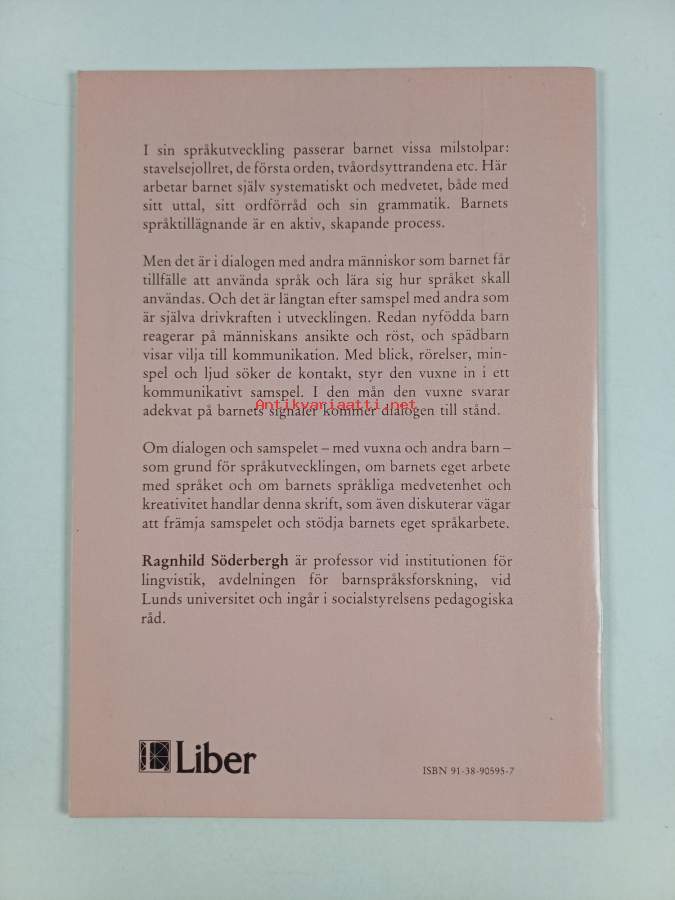 I sin språkutveckling passerar barnet vissa milstolpar:
stavelsejollret, de första orden, tvåordsyttrandena etc. Här
arbetar barnet själv systematiskt och medvetet, både med
sitt uttal, sitt ordförråd och sin grammatik. Barnets
språktillägnande är en aktiv, skapande process.
Men det är i dialogen med andra människor som barnet får
tillfälle att använda språk och lära sig hur språket skall
användas. Och det är längtan efter samspel med andra som
är själva drivkraften i utvecklingen. Redan nyfödda barn
reagerar på människans ansikte och röst, och spädbarn
visar vilja till kommunikation. Med blick, rörelser, min-
spel och ljud söker de kontakt, styr den vuxne in i ett
kommunikativt samspel. I den mån den vuxne svarar
Antikvariaatti.net
adekvat på barnets signaler kommer dialogen till stånd.
Om dialogen och samspelet – med vuxna och andra barn –
som grund för språkutvecklingen, om barnets eget arbete
med språket och om barnets språkliga medvetenhet och
kreativitet handlar denna skrift, som även diskuterar vägar
att främja samspelet och stödja barnets eget språkarbete.
Ragnhild Söderbergh är professor vid institutionen för
lingvistik, avdelningen för barnspråksforskning, vid
Lunds universitet och ingår i socialstyrelsens pedagogiska
råd.
Liber
ISBN 91-38-90595-7